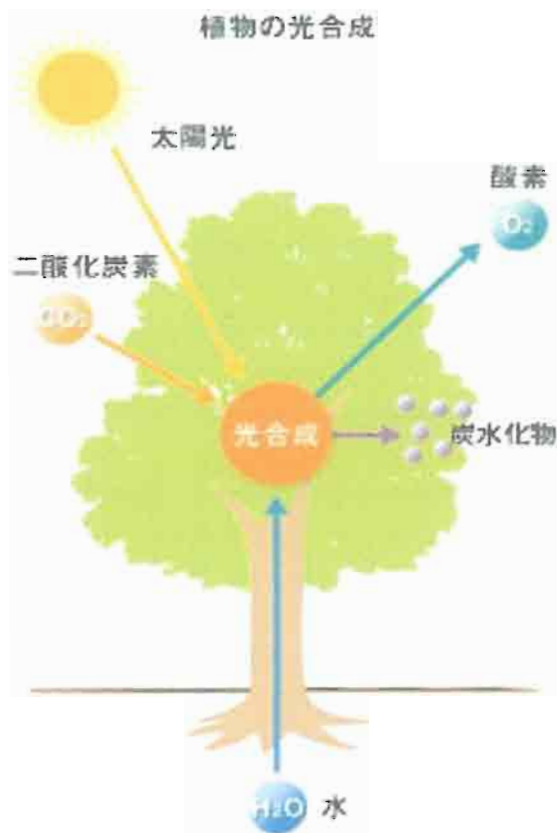 植物の光合成
太陽光
酸素
O₂
二酸化炭素
CO₂
光合成
炭水化物
H₂O 水